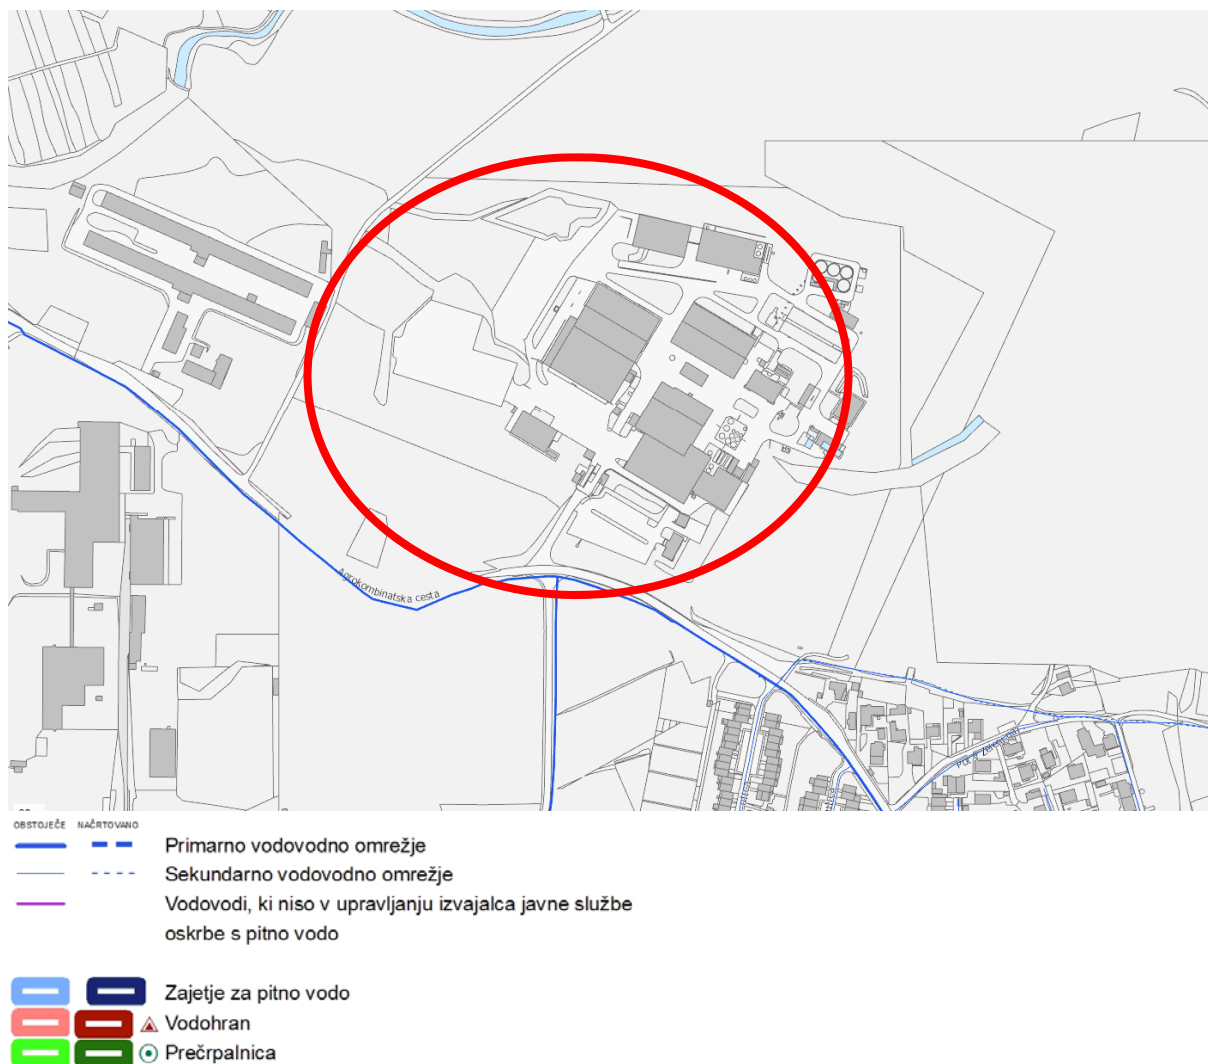 Agrokombinatska cesta
OBSTOJEČE NAČRTOVANO
Primarno vodovodno omrežje
Sekundarno vodovodno omrežje
Vodovodi, ki niso v upravljanju izvajalca javne službe
oskrbe s pitno vodo
Zajetje za pitno vodo
Vodohran
Prečrpalnica